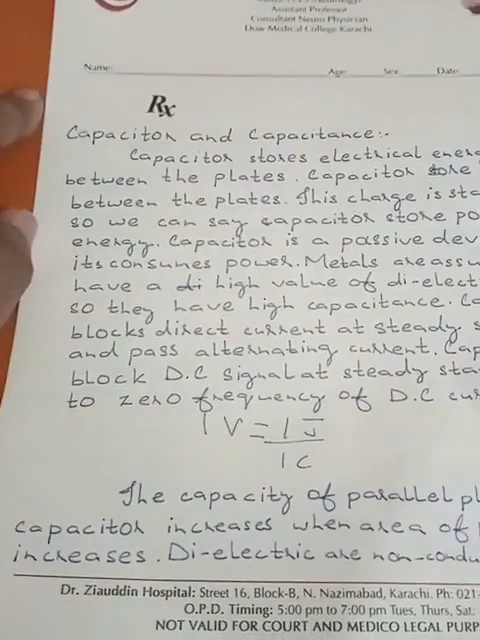 Assistant Professor
Consultant Neuro Physician
Dow Medical College Karachi
Name: Age: Sex: Date:
Rx
Capacitor and Capacitance:-
Capacitor stores electrical
between the plates. Capacitor store
between the plates. This charge is
so we can say capacitor store
energy. Capacitor is a passive
its consumes power. Metals are
have a di high value of
so they have high capacitance.
blocks direct current at steady
and pass alternating current.
block D.C signal at steady
to zero frequency of D.C
1 V = 1 J
1 C
The capacity of parallel
capacitor increases when area of
increases. Di-electric are
Dr. Ziauddin Hospital: Street 16, Block-B, N. Nazimabad, Karachi. Ph: 021-
O.P.D. Timing: 5:00 pm to 7:00 pm Tues, Thurs, Sat:
NOT VALID FOR COURT AND MEDICO LEGAL